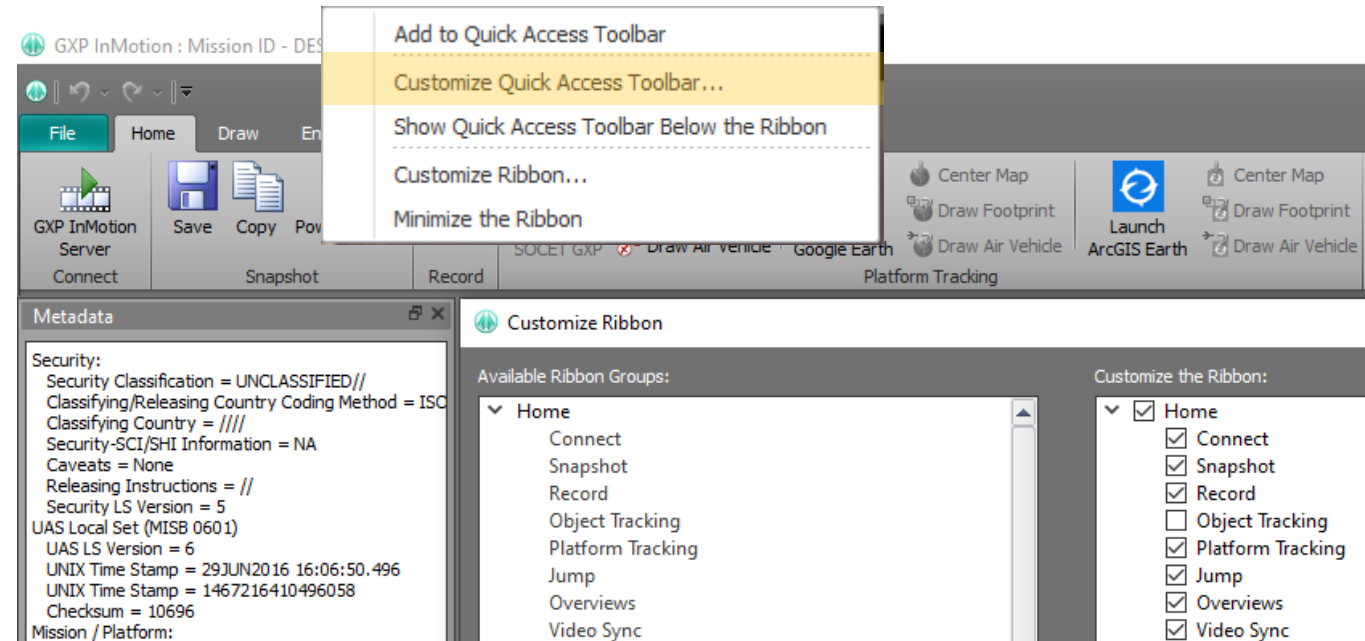 GXP InMotion : Mission ID - DES
Add to Quick Access Toolbar
Customize Quick Access Toolbar...
Show Quick Access Toolbar Below the Ribbon
Customize Ribbon...
Minimize the Ribbon
File Home Draw En
GXP InMotion
Server
Save Copy Pow
SOCET GXP Draw Air Vehicle
Google Earth
Center Map
Draw Footprint
Draw Air Vehicle
Launch
ArcGIS Earth
Center Map
Draw Footprint
Draw Air Vehicle
Connect Snapshot Record Platform Tracking
Metadata
Security:
Security Classification = UNCLASSIFIED//
Classifying/Releasing Country Coding Method = ISO
Classifying Country = ////
Security-SCI/SHI Information = NA
Caveats = None
Releasing Instructions = //
Security LS Version = 5
UAS Local Set (MISB 0601)
UAS LS Version = 6
UNIX Time Stamp = 29JUN2016 16:06:50.496
UNIX Time Stamp = 1467216410496058
Checksum = 10696
Mission / Platform:
Customize Ribbon
Available Ribbon Groups:
Home
Connect
Snapshot
Record
Object Tracking
Platform Tracking
Jump
Overviews
Video Sync
Customize the Ribbon:
Home
Connect
Snapshot
Record
Object Tracking
Platform Tracking
Jump
Overviews
Video Sync